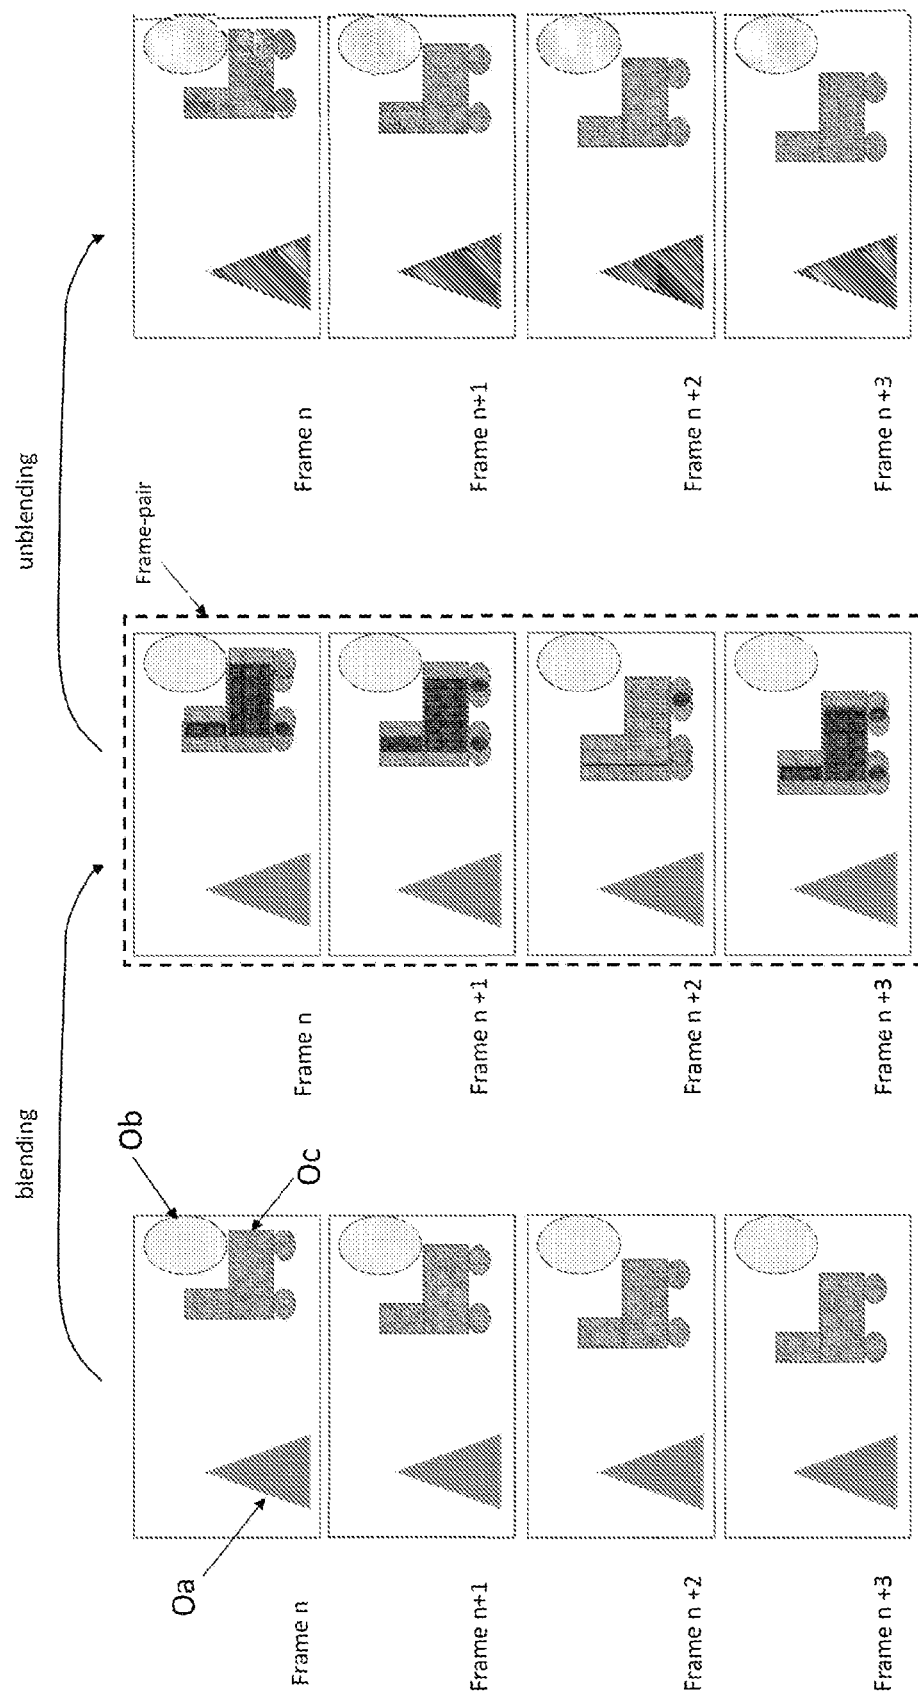 blending
unblending
Oa
Ob
Oc
Frame-pair
Frame n
Frame n
Frame n
Frame n+1
Frame n +1
Frame n+1
Frame n +2
Frame n +2
Frame n +2
Frame n +3
Frame n +3
Frame n +3